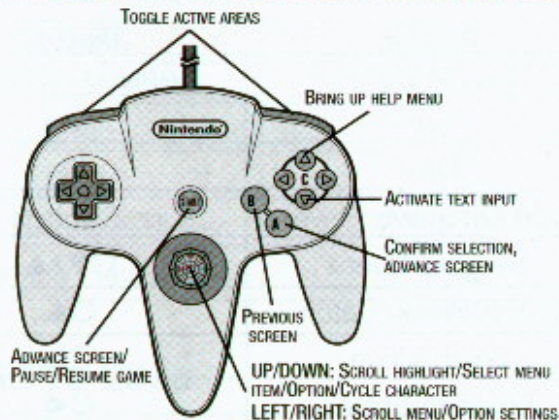 TOGGLE ACTIVE AREAS
BRING UP HELP MENU
Nintendo
C
B
A
ACTIVATE TEXT INPUT
CONFIRM SELECTION,
ADVANCE SCREEN
PREVIOUS
SCREEN
ADVANCE SCREEN/
PAUSE/RESUME GAME
UP/DOWN: SCROLL HIGHLIGHT/SELECT MENU
ITEM/OPTION/CYCLE CHARACTER
LEFT/RIGHT: SCROLL MENU/OPTION SETTINGS